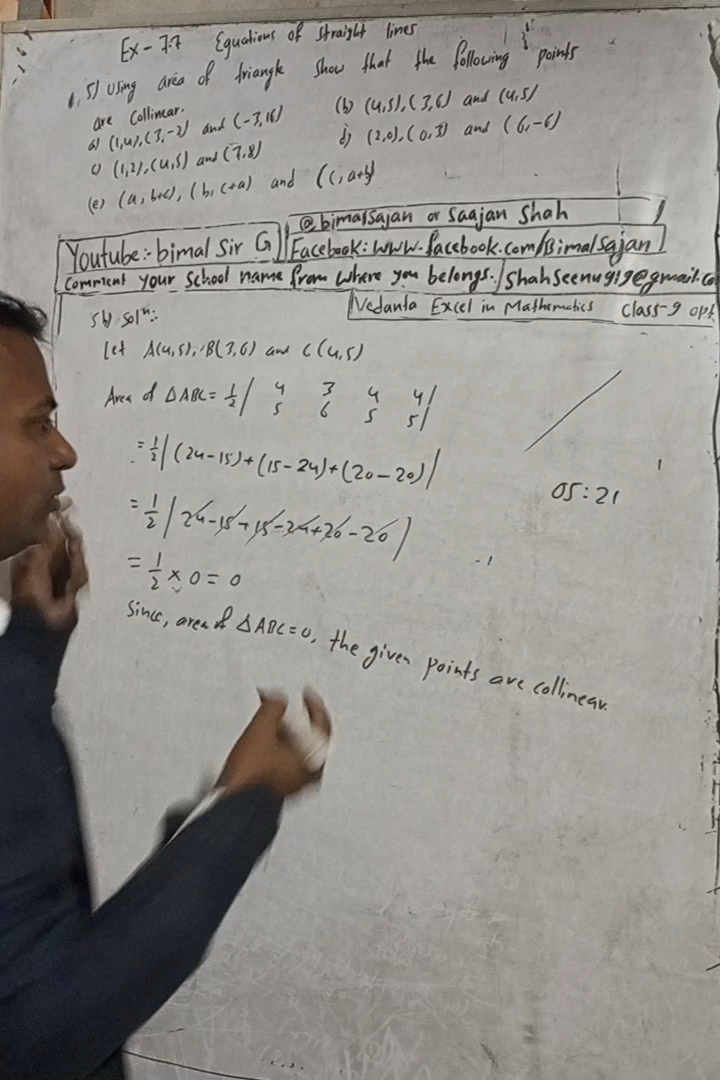 Ex-7.7 Equations of straight lines
1, 5) Using area of triangle show that the following points
are collinear.
a) (1,4),(3,-2) and (-3,16)
(b) (4,5),(3,6) and (4,5)
c) (1,2),(4,5) and (7,8)
d) (2,0),(0,3) and (6,-6)
(e) (a, b+c), (b, c+a) and (c, a+b)
@bimalsajan or Saajan Shah
Youtube:- bimal Sir G
Facebook: www.facebook.com/Bimalsajan
Comment your School name from where you belongs.
Vedanta Excel in Mathematics Class-9 opt
5b) Solⁿ:-
Let A(4,5), B(3,6) and C(4,5)
Area of △ABC = 1/2 | 4 3 4 4 |
5 6 5 5 |
= 1/2 | (24-15)+(15-24)+(20-20) |
05:21
= 1/2 | 24-15+15-24+20-20 |
= 1/2 × 0 = 0
Since, area of △ABC=0, the given points are collinear.